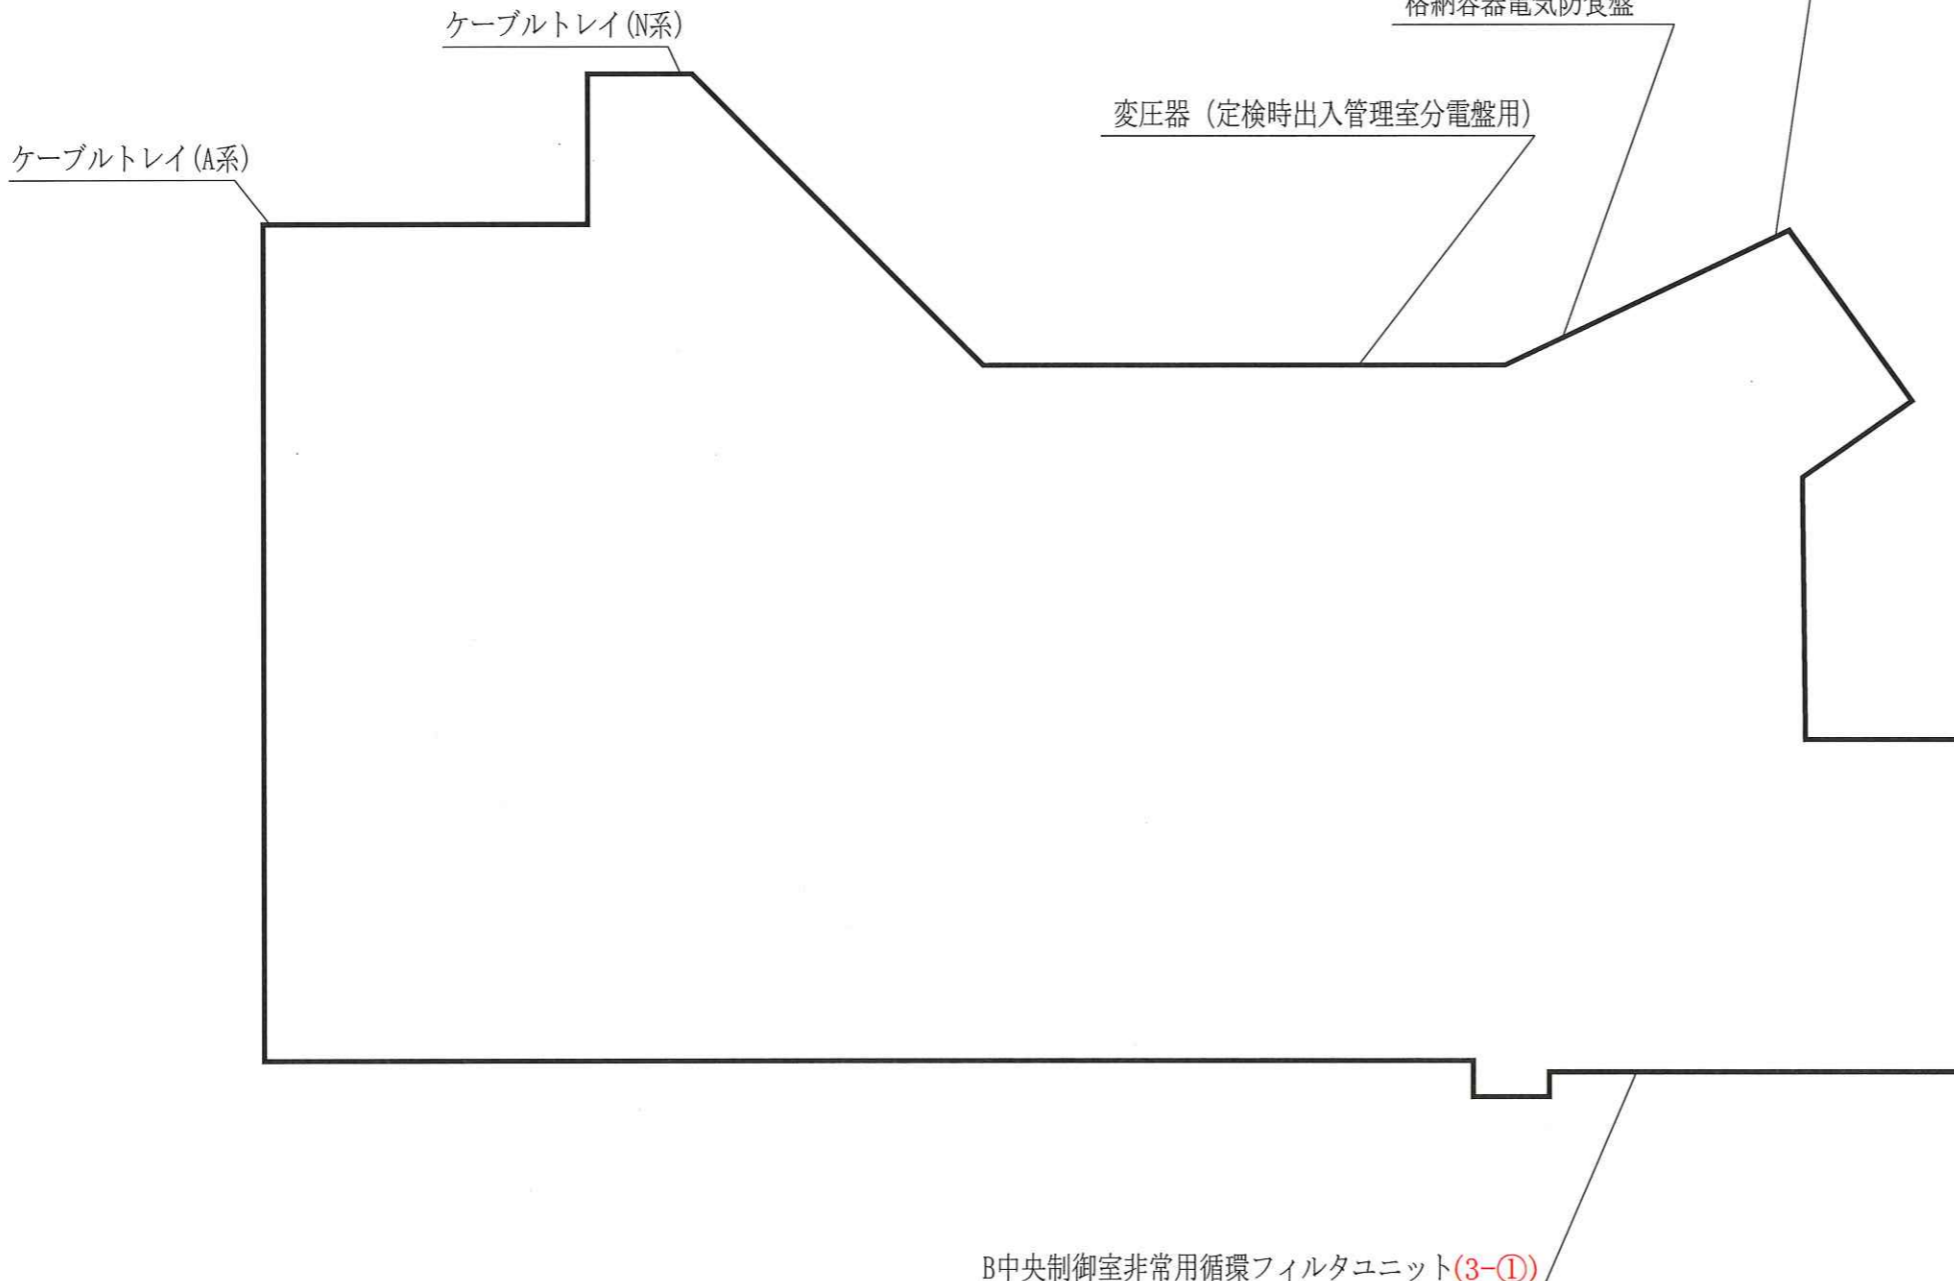 格納容器電気防食盤
ケーブルトレイ(N系)
変圧器（定検時出入管理室分電盤用）
ケーブルトレイ(A系)
B中央制御室非常用循環フィルタユニット(3-①)